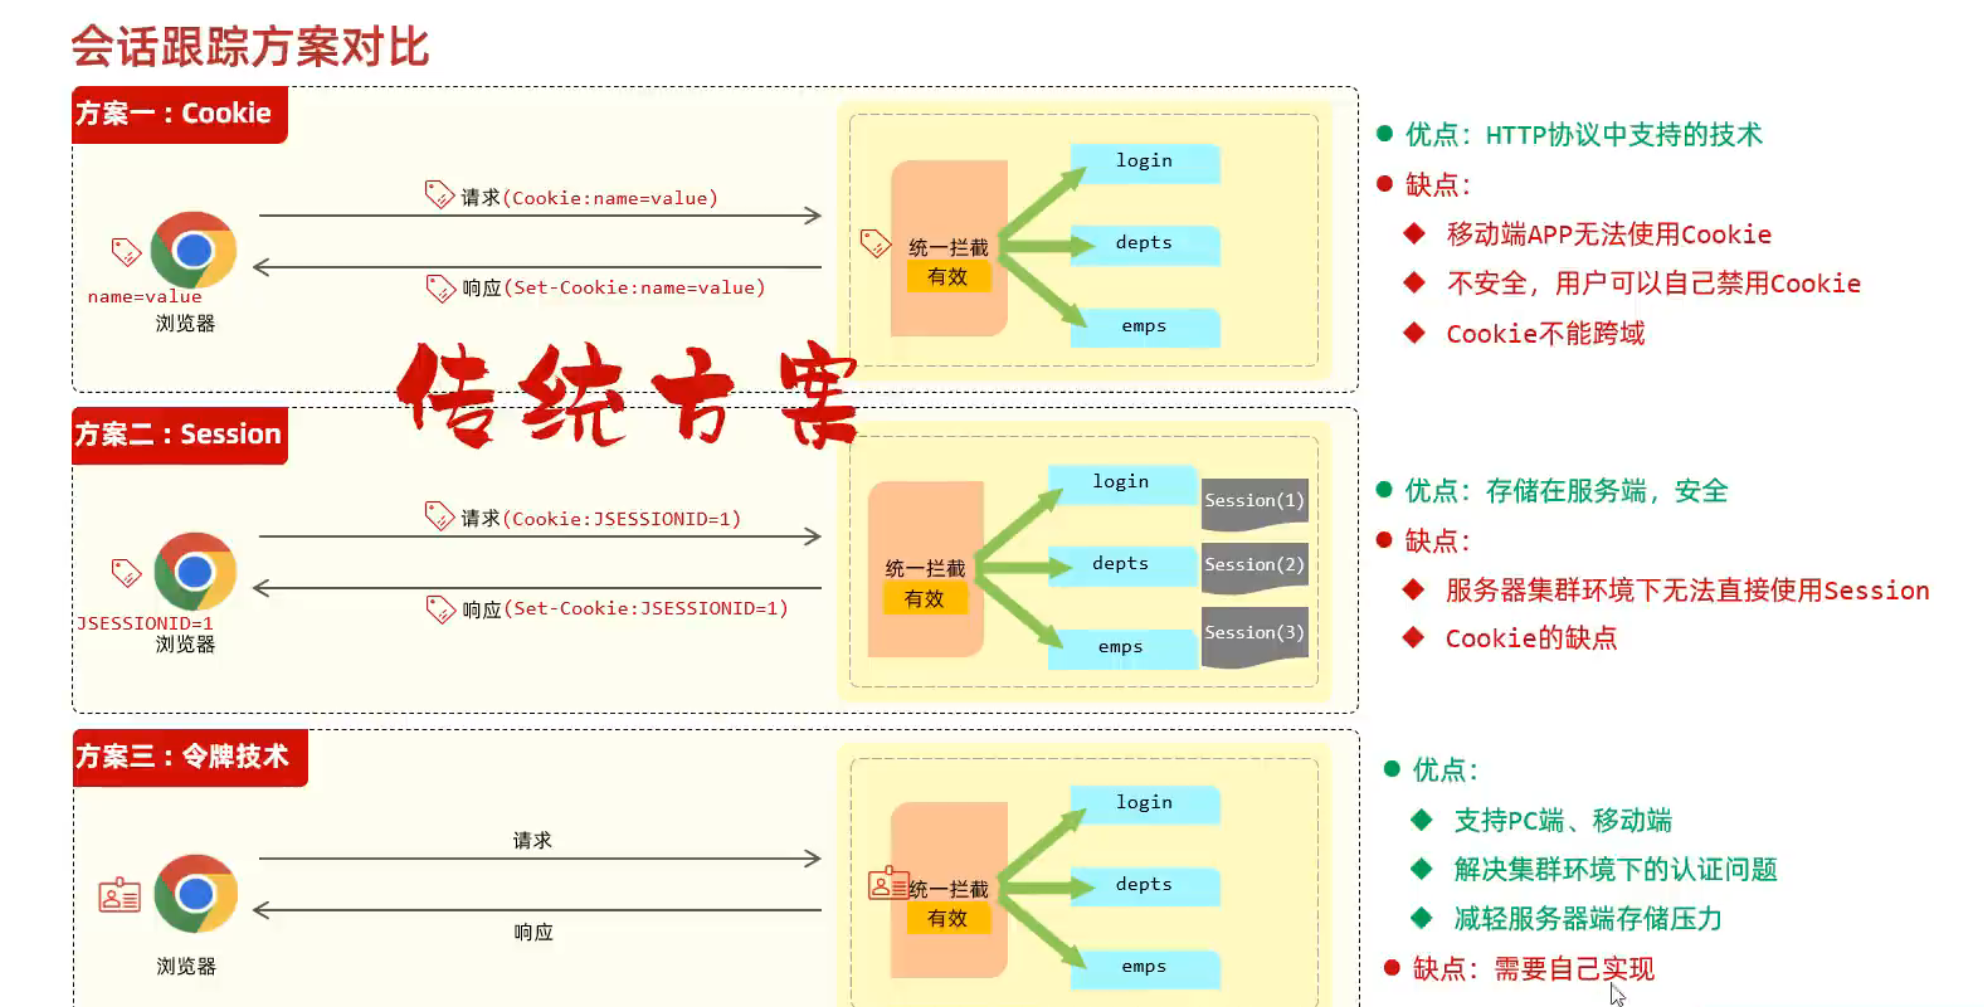 会话跟踪方案对比
方案一：Cookie
请求(Cookie:name=value)
响应(Set-Cookie:name=value)
name=value
浏览器
统一拦截
有效
login
depts
emps
优点：HTTP协议中支持的技术
缺点：
移动端APP无法使用Cookie
不安全，用户可以自己禁用Cookie
Cookie不能跨域
传统方案
方案二：Session
请求(Cookie:JSESSIONID=1)
响应(Set-Cookie:JSESSIONID=1)
JSESSIONID=1
浏览器
统一拦截
有效
login
depts
emps
Session(1)
Session(2)
Session(3)
优点：存储在服务端，安全
缺点：
服务器集群环境下无法直接使用Session
Cookie的缺点
方案三：令牌技术
请求
响应
浏览器
统一拦截
有效
login
depts
emps
优点：
支持PC端、移动端
解决集群环境下的认证问题
减轻服务器端存储压力
缺点：需要自己实现